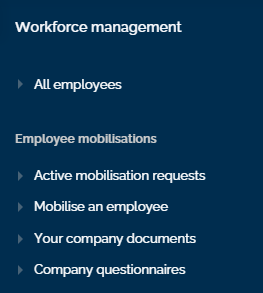 Workforce management
All employees
Employee mobilisations
Active mobilisation requests
Mobilise an employee
Your company documents
Company questionnaires